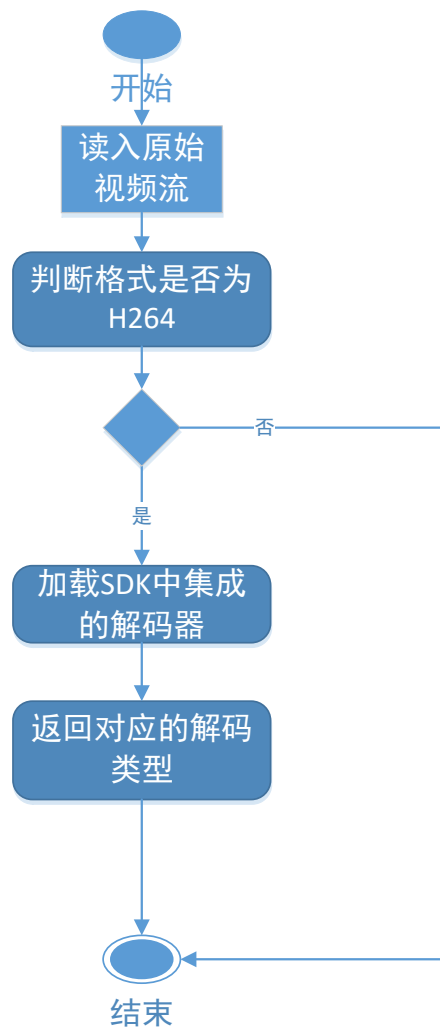 开始
读入原始
视频流
判断格式是否为
H264
否
是
加载SDK中集成
的解码器
返回对应的解码
类型
结束